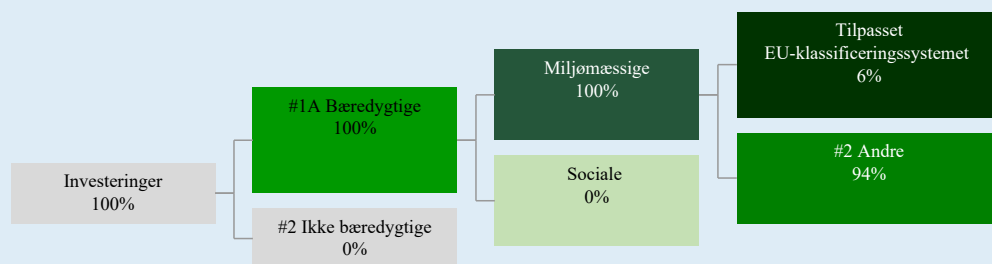 Investeringer
100%
#1A Bæredygtige
100%
#2 Ikke bæredygtige
0%
Miljømæssige
100%
Sociale
0%
Tilpasset
EU-klassificeringssystemet
6%
#2 Andre
94%